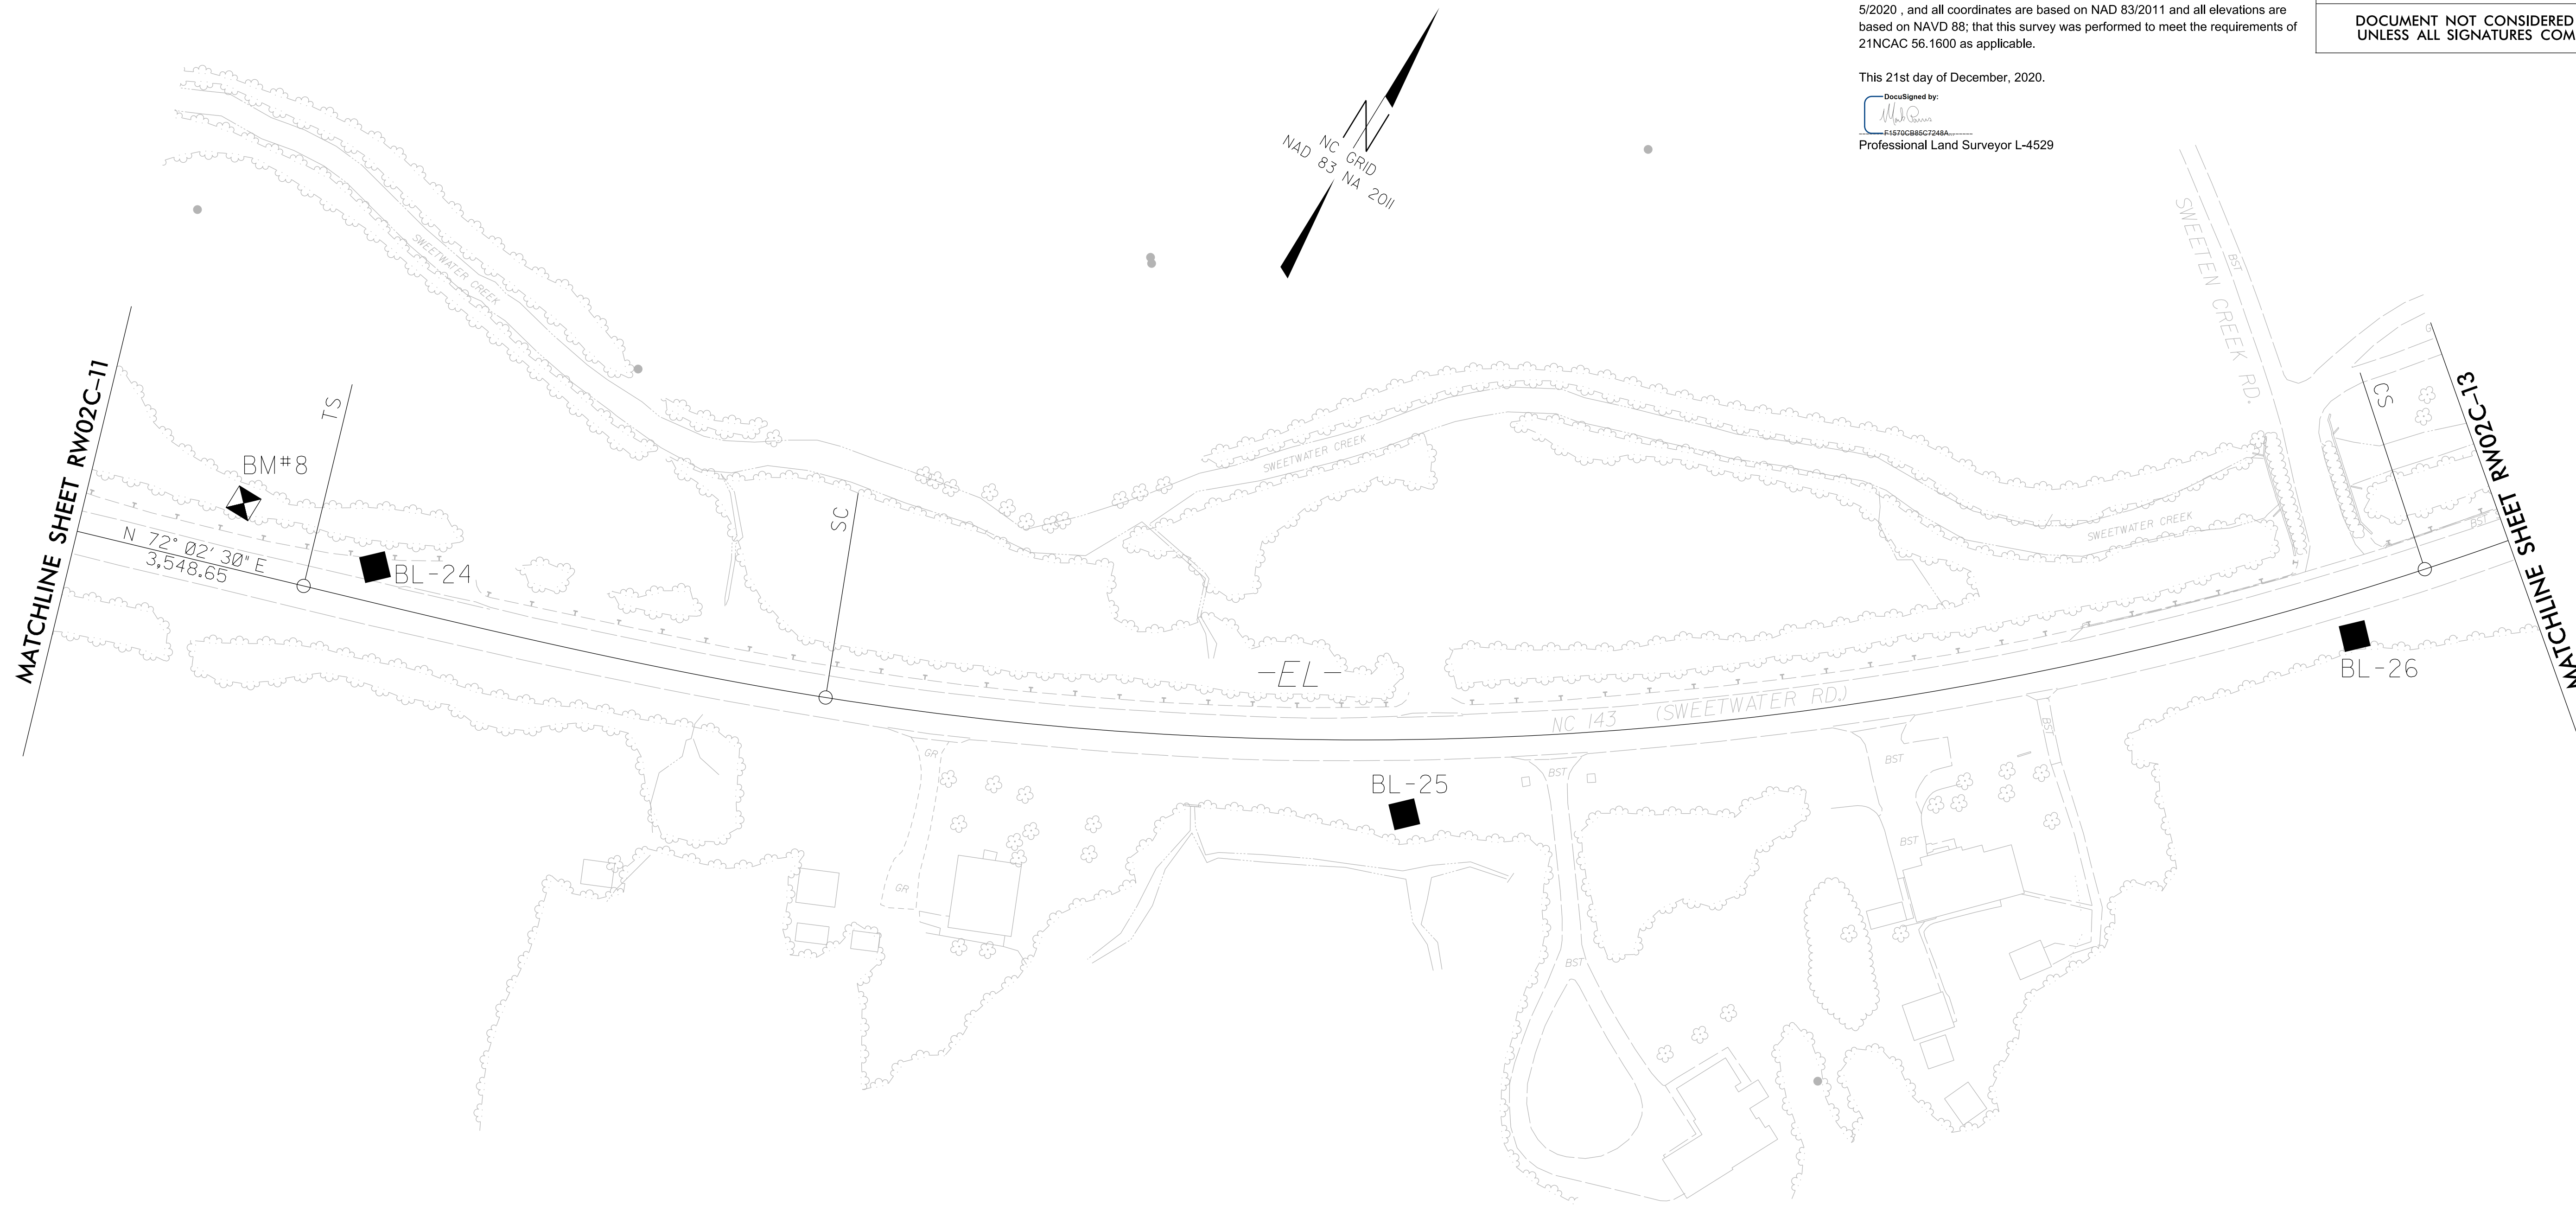 5/2020 , and all coordinates are based on NAD 83/2011 and all elevations are
based on NAVD 88; that this survey was performed to meet the requirements of
21NCAC 56.1600 as applicable.
This 21st day of December, 2020.
DocuSigned by:
F1570CB85C7248A...
Professional Land Surveyor L-4529
DOCUMENT NOT CONSIDERED
UNLESS ALL SIGNATURES COM
NC GRID
NAD 83 NA 2011
SWEETWATER CREEK
SWEETEN CREEK RD.
BST
MATCHLINE SHEET RW02C-11
TS
BM#8
N 72° 02' 30" E
3,548.65
BL-24
SC
SWEETWATER CREEK
SWEETWATER CREEK
G
CS
MATCHLINE SHEET RW02C-13
BST
BL-26
-EL-
NC 143 (SWEETWATER RD.)
GR
GR
BL-25
BST
BST
BST
BST
BST